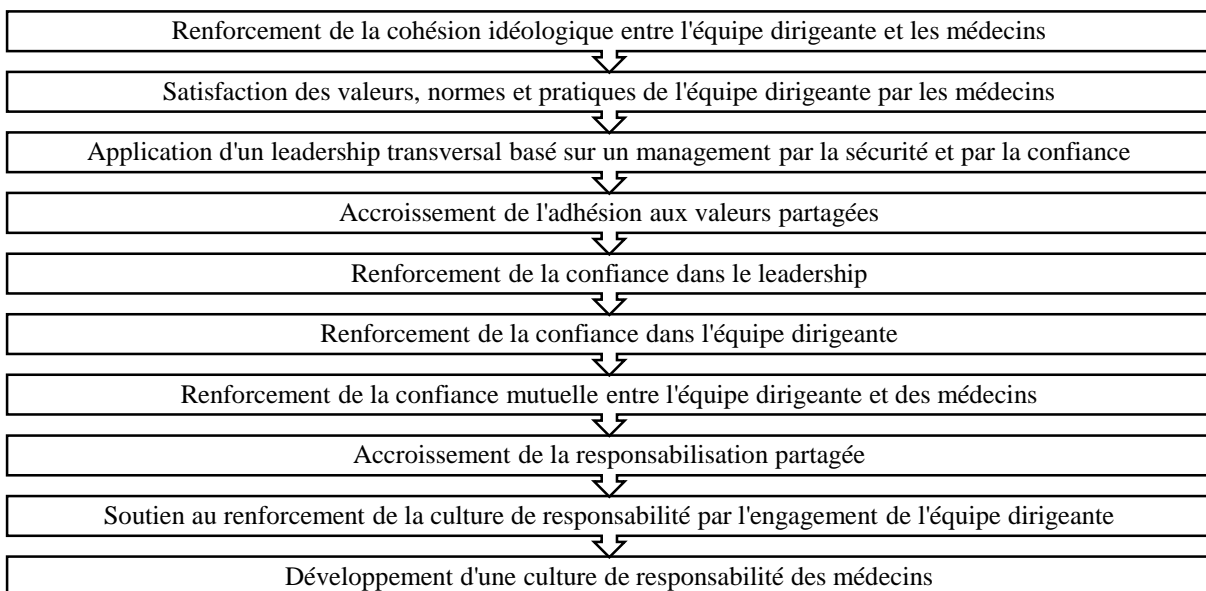 Renforcement de la cohésion idéologique entre l'équipe dirigeante et les médecins
Satisfaction des valeurs, normes et pratiques de l'équipe dirigeante par les médecins
Application d'un leadership transversal basé sur un management par la sécurité et par la confiance
Accroissement de l'adhésion aux valeurs partagées
Renforcement de la confiance dans le leadership
Renforcement de la confiance dans l'équipe dirigeante
Renforcement de la confiance mutuelle entre l'équipe dirigeante et des médecins
Accroissement de la responsabilisation partagée
Soutien au renforcement de la culture de responsabilité par l'engagement de l'équipe dirigeante
Développement d'une culture de responsabilité des médecins